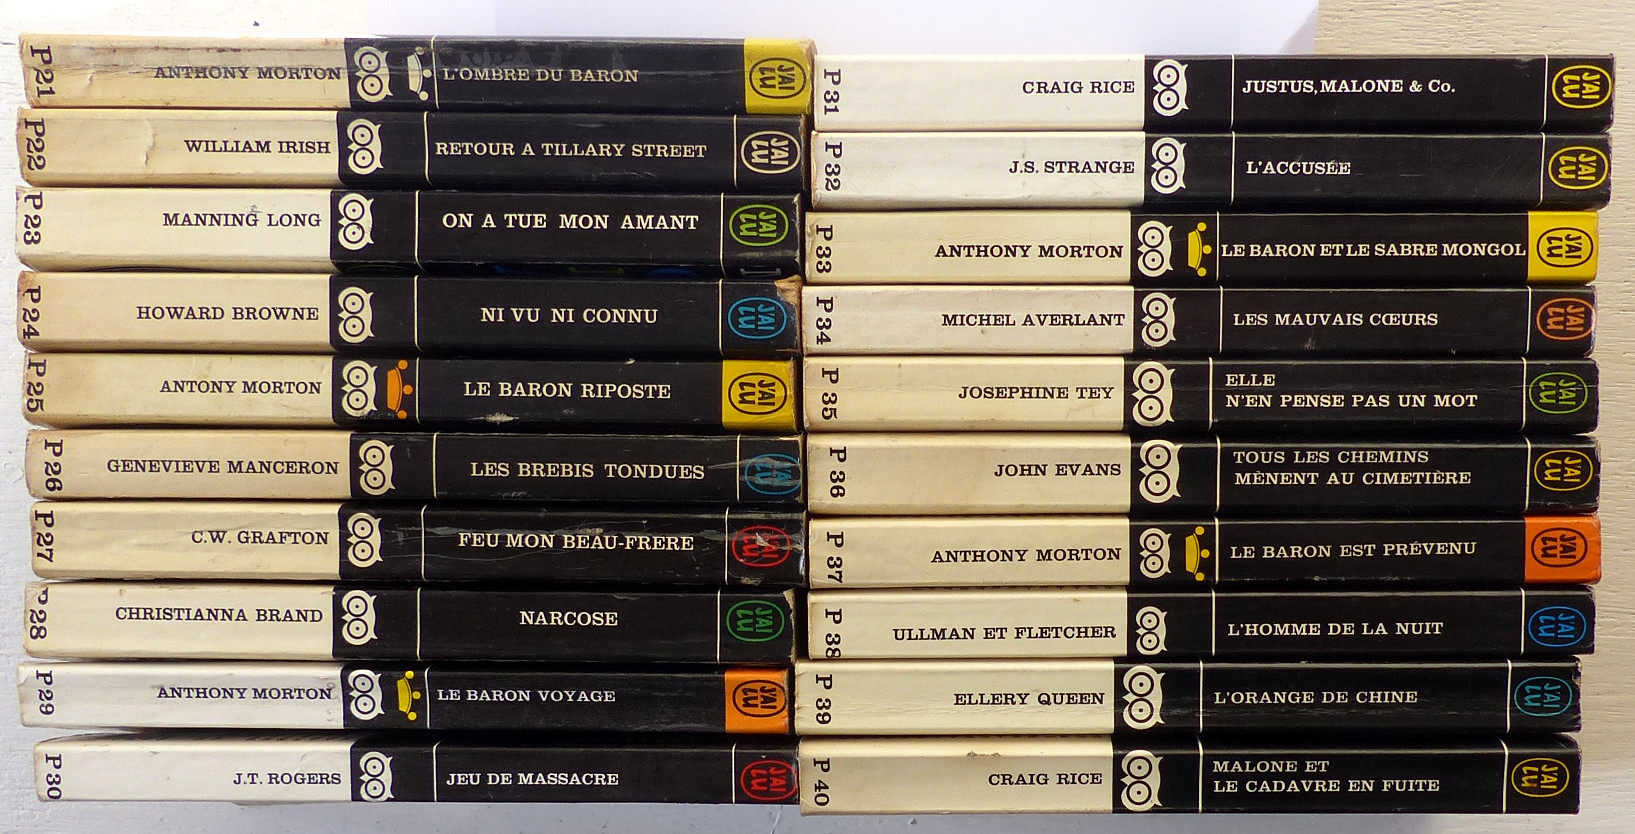 P21 ANTHONY MORTON L'OMBRE DU BARON J'AI LU
P22 WILLIAM IRISH RETOUR A TILLARY STREET J'AI LU
P23 MANNING LONG ON A TUE MON AMANT J'AI LU
P24 HOWARD BROWNE NI VU NI CONNU J'AI LU
P25 ANTONY MORTON LE BARON RIPOSTE J'AI LU
P26 GENEVIEVE MANCERON LES BREBIS TONDUES J'AI LU
P27 C.W. GRAFTON FEU MON BEAU-FRERE J'AI LU
P28 CHRISTIANNA BRAND NARCOSE J'AI LU
P29 ANTHONY MORTON LE BARON VOYAGE J'AI LU
P30 J.T. ROGERS JEU DE MASSACRE J'AI LU
P31 CRAIG RICE JUSTUS, MALONE & Co. J'AI LU
P32 J.S. STRANGE L'ACCUSÉE J'AI LU
P33 ANTHONY MORTON LE BARON ET LE SABRE MONGOL J'AI LU
P34 MICHEL AVERLANT LES MAUVAIS CŒURS J'AI LU
P35 JOSEPHINE TEY ELLE
N'EN PENSE PAS UN MOT J'AI LU
P36 JOHN EVANS TOUS LES CHEMINS
MÈNENT AU CIMETIÈRE J'AI LU
P37 ANTHONY MORTON LE BARON EST PRÉVENU J'AI LU
P38 ULLMAN ET FLETCHER L'HOMME DE LA NUIT J'AI LU
P39 ELLERY QUEEN L'ORANGE DE CHINE J'AI LU
P40 CRAIG RICE MALONE ET
LE CADAVRE EN FUITE J'AI LU